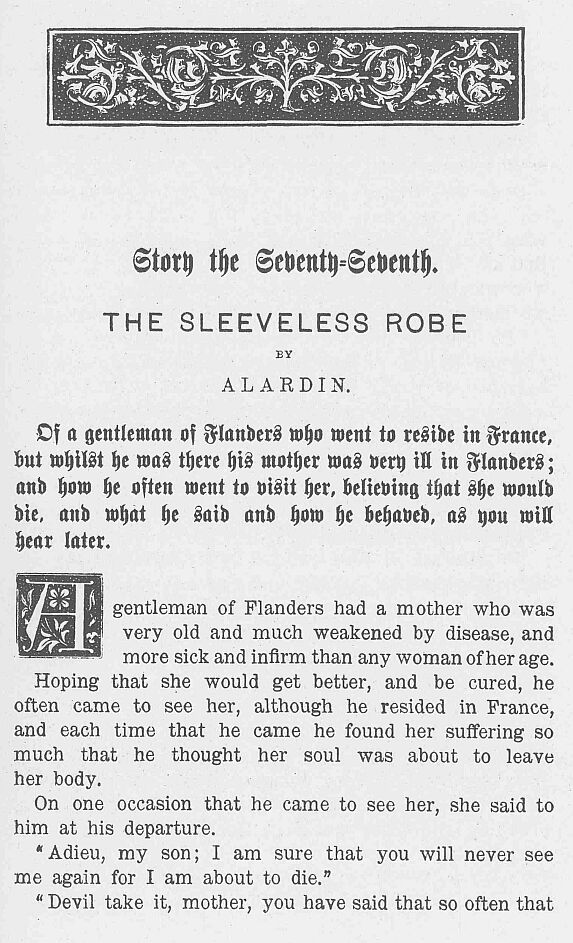 Story the Seventy-Seventh.
THE SLEEVELESS ROBE
BY
ALARDIN.
Of a gentleman of Flanders who went to reside in France,
but whilst he was there his mother was very ill in Flanders;
and how he often went to visit her, believing that she would
die, and what he said and how he behaved, as you will
hear later.
A gentleman of Flanders had a mother who was
very old and much weakened by disease, and
more sick and infirm than any woman of her age.
Hoping that she would get better, and be cured, he
often came to see her, although he resided in France,
and each time that he came he found her suffering so
much that he thought her soul was about to leave
her body.
On one occasion that he came to see her, she said to
him at his departure.
"Adieu, my son; I am sure that you will never see
me again for I am about to die."
"Devil take it, mother, you have said that so often that